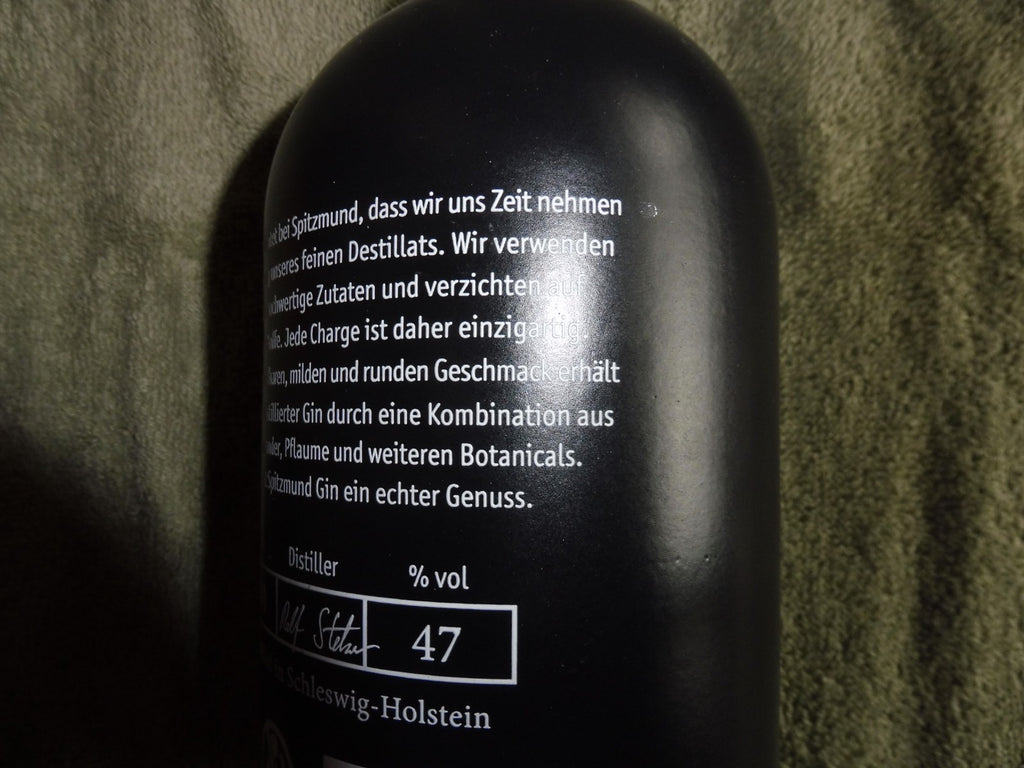 bei Spitzmund, dass wir uns Zeit nehmen
unseres feinen Destillats. Wir verwenden
Zutaten und verzichten auf
Jede Charge ist daher einzigartig.
milden und runden Geschmack erhält
Gin durch eine Kombination aus
Pflaume und weiteren Botanicals.
Spitzmund Gin ein echter Genuss.
Distiller % vol
47
in Schleswig-Holstein